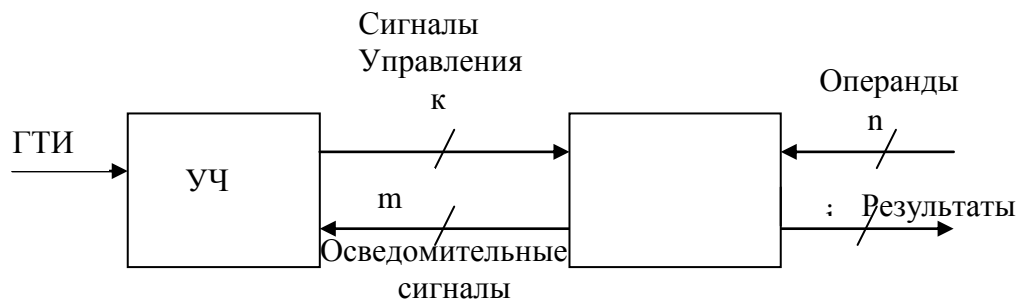 Сигналы
Управления
к
Операнды
n
ГТИ
УЧ
m
: Результаты
Осведомительные
сигналы